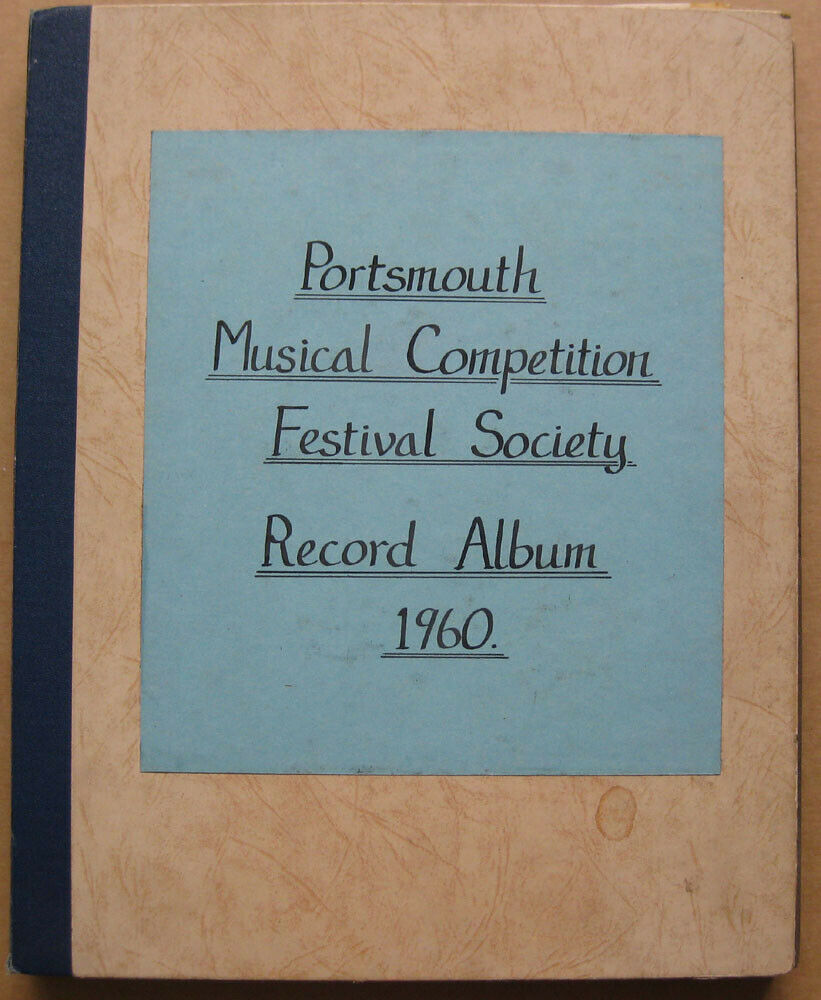 Portsmouth
Musical Competition
Festival Society.
Record Album
1960.